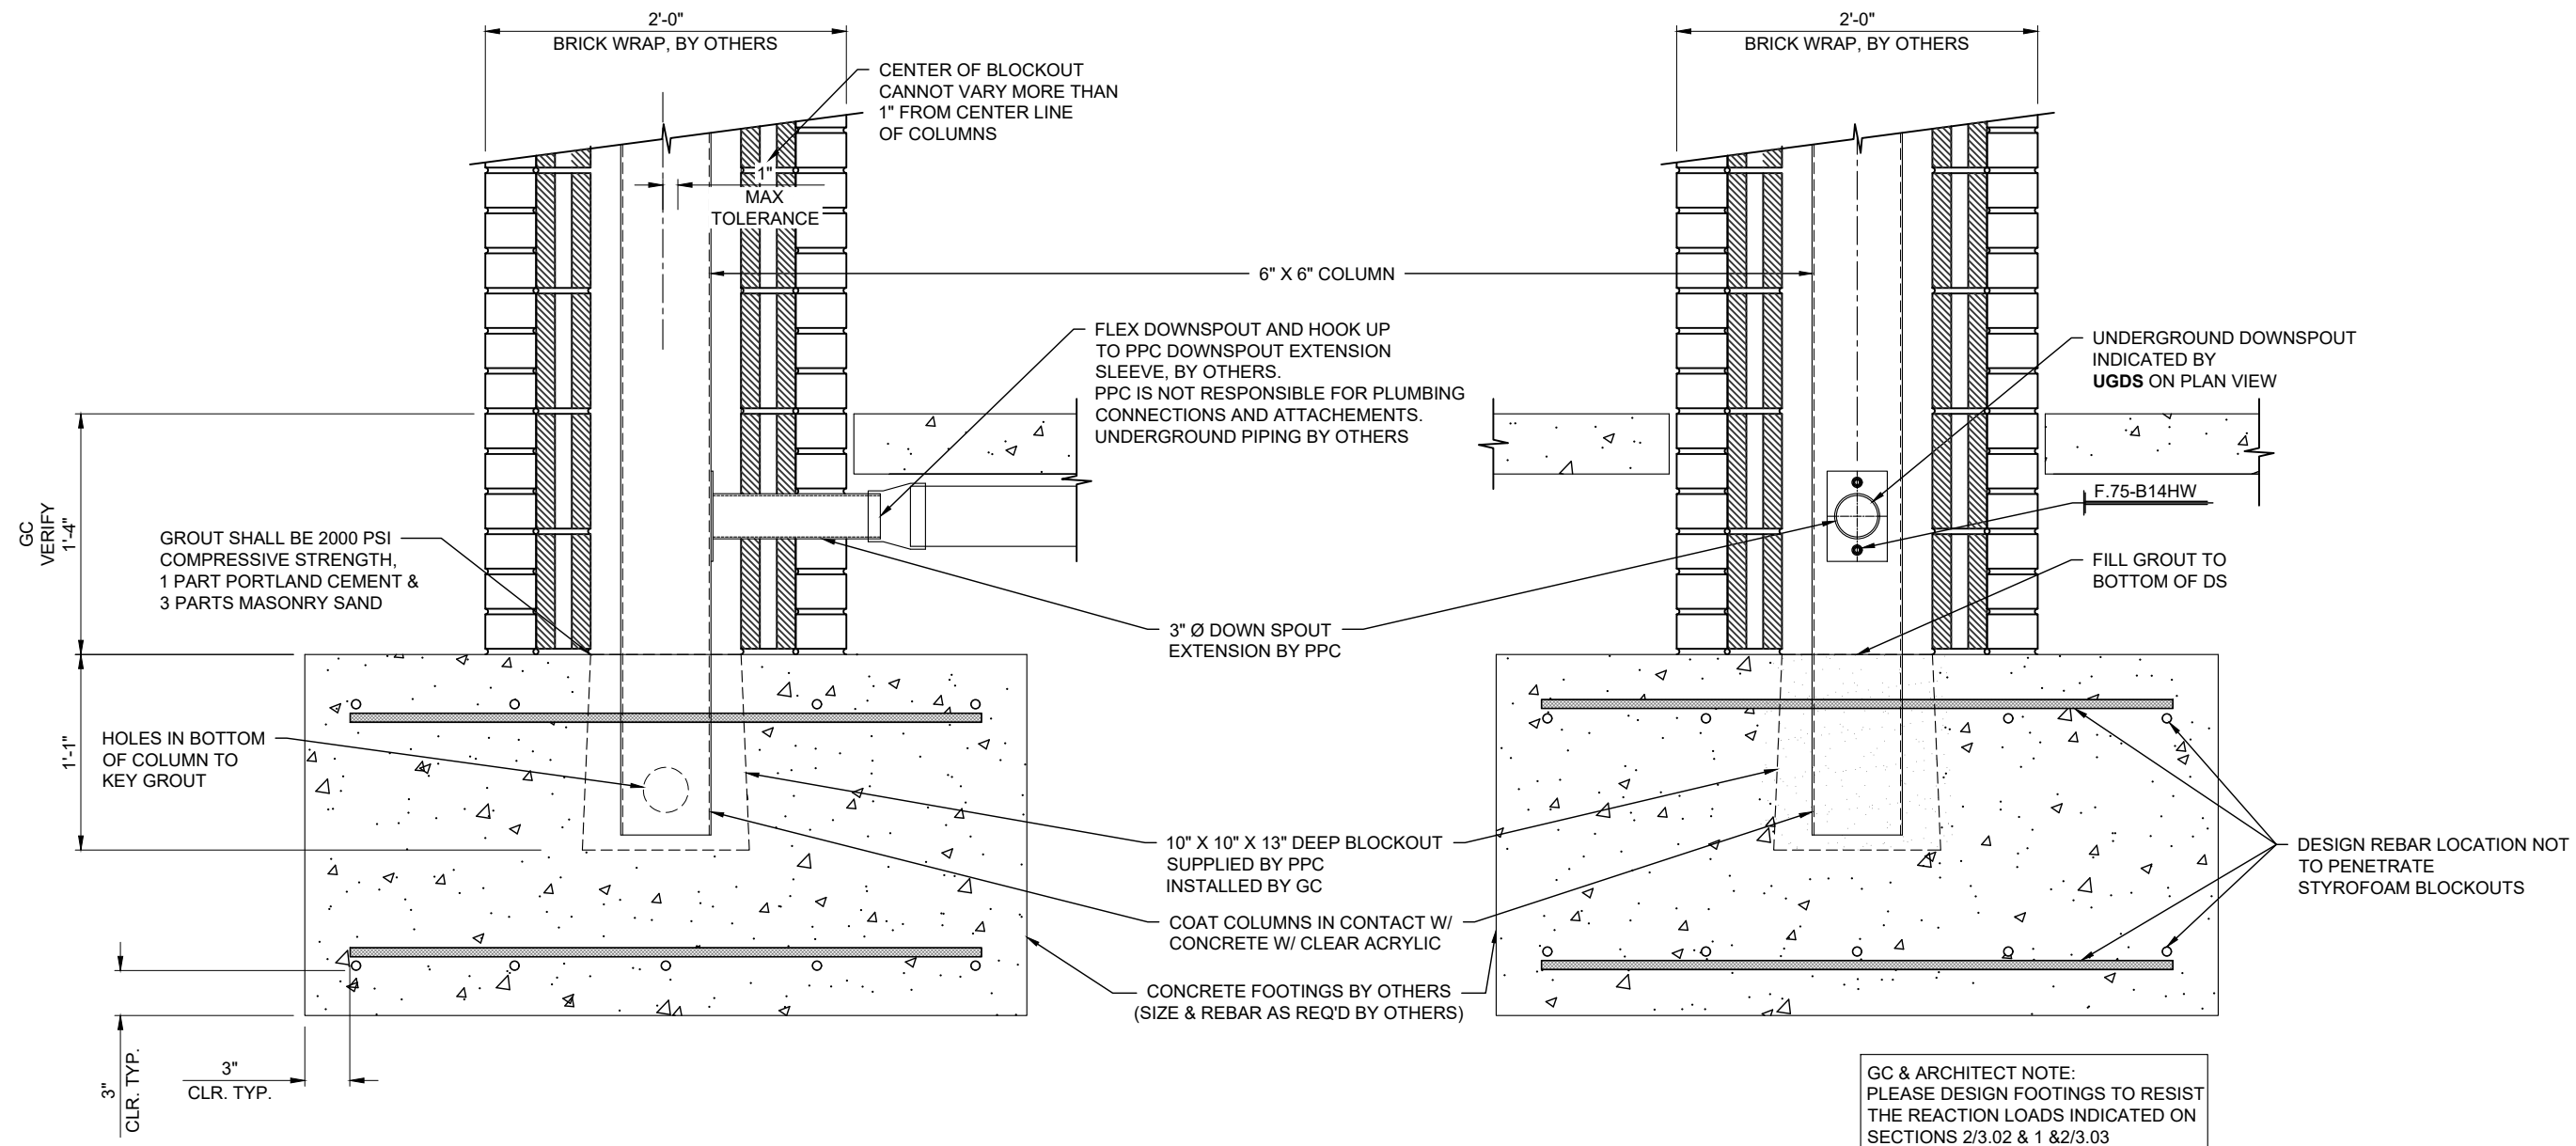 2'-0"
BRICK WRAP, BY OTHERS
2'-0"
BRICK WRAP, BY OTHERS
CENTER OF BLOCKOUT
CANNOT VARY MORE THAN
1" FROM CENTER LINE
OF COLUMNS
1"
MAX
TOLERANCE
6" X 6" COLUMN
FLEX DOWNSPOUT AND HOOK UP
TO PPC DOWNSPOUT EXTENSION
SLEEVE, BY OTHERS.
PPC IS NOT RESPONSIBLE FOR PLUMBING
CONNECTIONS AND ATTACHEMENTS.
UNDERGROUND PIPING BY OTHERS
UNDERGROUND DOWNSPOUT
INDICATED BY
UGDS ON PLAN VIEW
F.75-B14HW
GC
VERIFY
1'-4"
GROUT SHALL BE 2000 PSI
COMPRESSIVE STRENGTH,
1 PART PORTLAND CEMENT &
3 PARTS MASONRY SAND
FILL GROUT TO
BOTTOM OF DS
3" Ø DOWN SPOUT
EXTENSION BY PPC
1'-1"
HOLES IN BOTTOM
OF COLUMN TO
KEY GROUT
10" X 10" X 13" DEEP BLOCKOUT
SUPPLIED BY PPC
INSTALLED BY GC
DESIGN REBAR LOCATION NOT
TO PENETRATE
STYROFOAM BLOCKOUTS
COAT COLUMNS IN CONTACT W/
CONCRETE W/ CLEAR ACRYLIC
CONCRETE FOOTINGS BY OTHERS
(SIZE & REBAR AS REQ'D BY OTHERS)
3"
CLR. TYP.
3"
CLR. TYP.
GC & ARCHITECT NOTE:
PLEASE DESIGN FOOTINGS TO RESIST
THE REACTION LOADS INDICATED ON
SECTIONS 2/3.02 & 1 &2/3.03